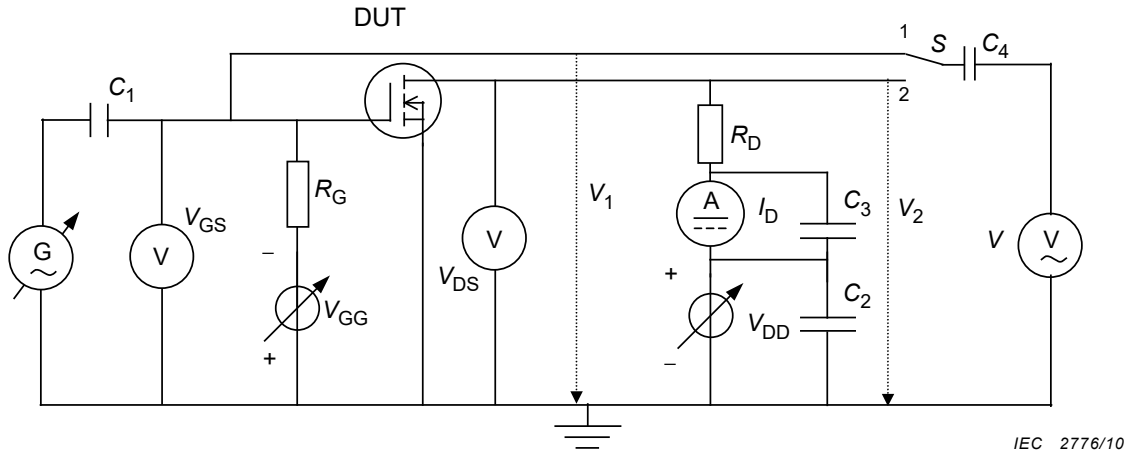 DUT
1
S
C4
2
C1
RD
RG
V1
A
ID
C3
V2
VGS
G
V
–
V
VDS
V
V
+
C2
VGG
VDD
+
–
IEC 2776/10